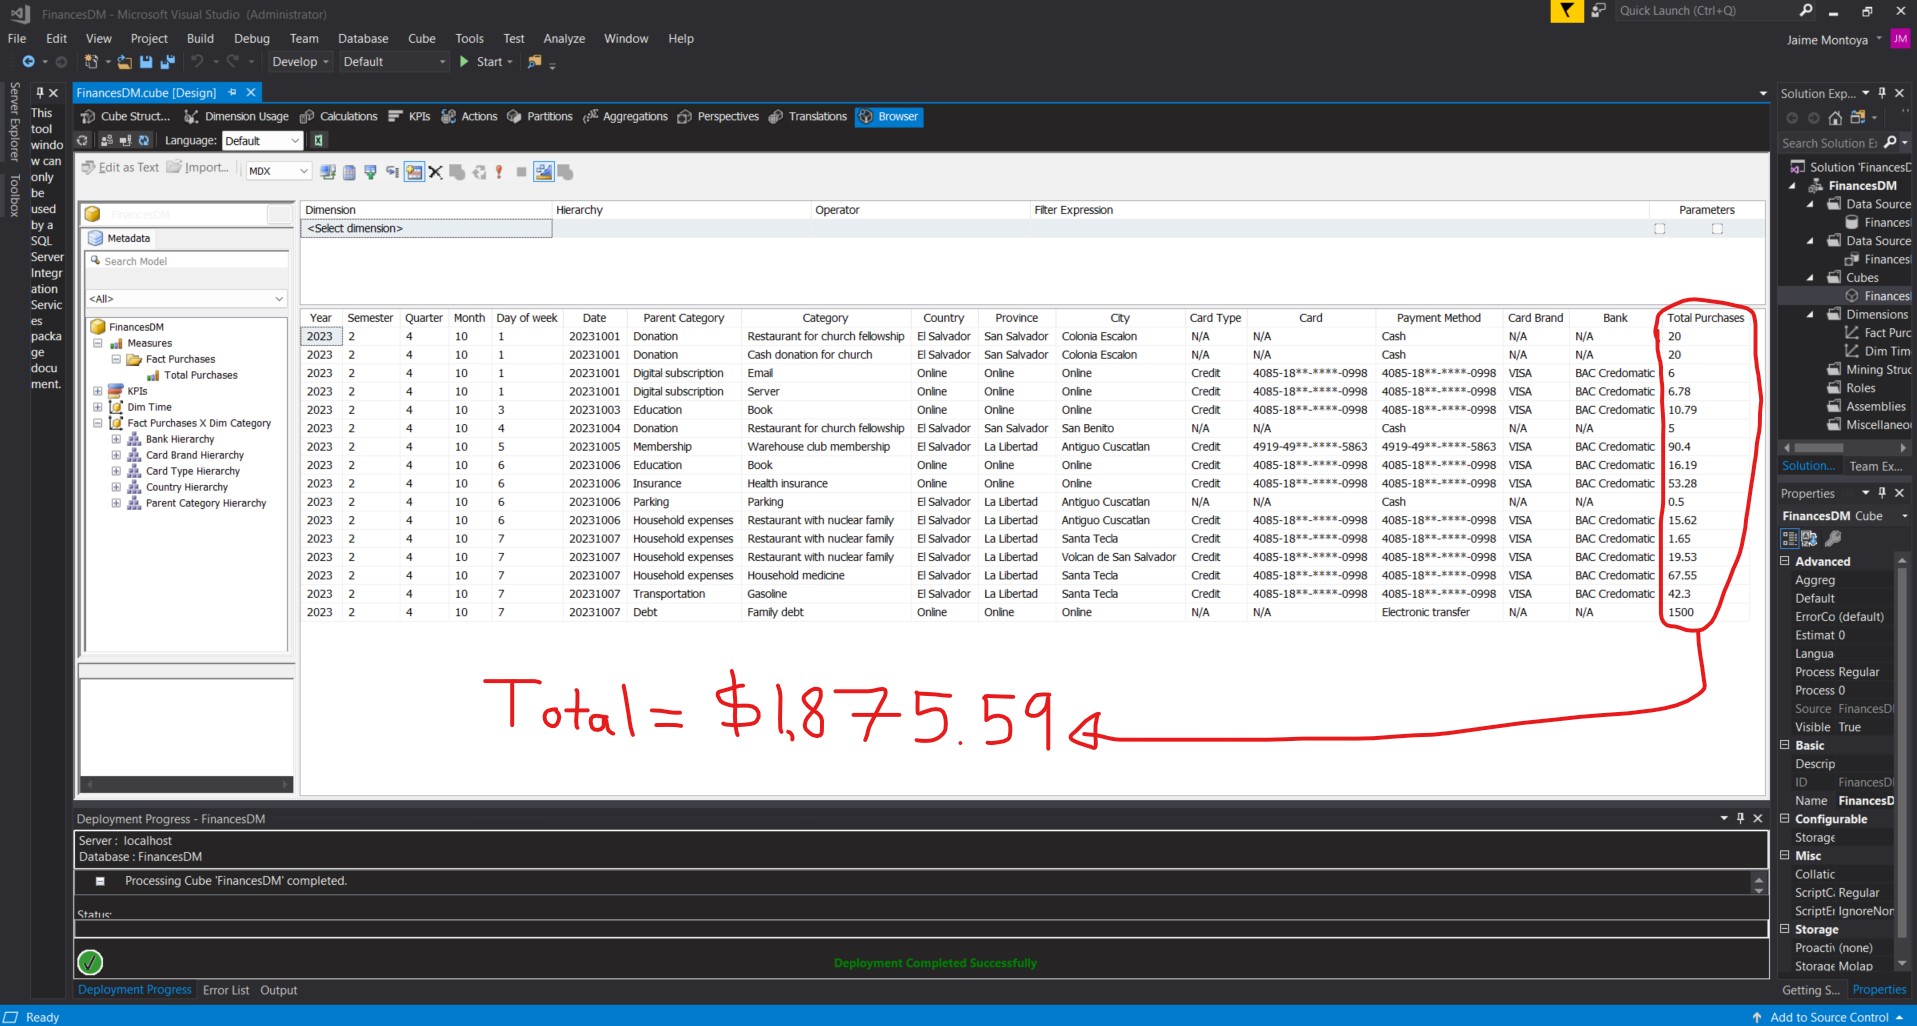 FinancesDM - Microsoft Visual Studio (Administrator)
Quick Launch (Ctrl+Q)
File Edit View Project Build Debug Team Database Cube Tools Test Analyze Window Help
Jaime Montoya JM
Develop Default Start
Server Explorer
Toolbox
This
tool
windo
w can
only
be
used
by a
SQL
Server
Integr
ation
Servic
es
packa
ge
docu
ment.
FinancesDM.cube [Design]
Cube Struct... Dimension Usage Calculations KPIs Actions Partitions Aggregations Perspectives Translations Browser
Language: Default
Edit as Text Import... MDX
FinancesDM
Metadata
Search Model
<All>
FinancesDM
Measures
Fact Purchases
Total Purchases
KPIs
Dim Time
Fact Purchases X Dim Category
Bank Hierarchy
Card Brand Hierarchy
Card Type Hierarchy
Country Hierarchy
Parent Category Hierarchy
Dimension Hierarchy Operator Filter Expression Parameters
<Select dimension>
Year Semester Quarter Month Day of week Date Parent Category Category Country Province City Card Type Card Payment Method Card Brand Bank Total Purchases
2023 2 4 10 1 20231001 Donation Restaurant for church fellowship El Salvador San Salvador Colonia Escalon N/A N/A Cash N/A N/A 20
2023 2 4 10 1 20231001 Donation Cash donation for church El Salvador San Salvador Colonia Escalon N/A N/A Cash N/A N/A 20
2023 2 4 10 1 20231001 Digital subscription Email Online Online Online Credit 4085-18**-****-0998 4085-18**-****-0998 VISA BAC Credomatic 6
2023 2 4 10 1 20231001 Digital subscription Server Online Online Online Credit 4085-18**-****-0998 4085-18**-****-0998 VISA BAC Credomatic 6.78
2023 2 4 10 3 20231003 Education Book Online Online Online Credit 4085-18**-****-0998 4085-18**-****-0998 VISA BAC Credomatic 10.79
2023 2 4 10 4 20231004 Donation Restaurant for church fellowship El Salvador San Salvador San Benito N/A N/A Cash N/A N/A 5
2023 2 4 10 5 20231005 Membership Warehouse club membership El Salvador La Libertad Antiguo Cuscatlan Credit 4919-49**-****-5863 4919-49**-****-5863 VISA BAC Credomatic 90.4
2023 2 4 10 6 20231006 Education Book Online Online Online Credit 4085-18**-****-0998 4085-18**-****-0998 VISA BAC Credomatic 16.19
2023 2 4 10 6 20231006 Insurance Health insurance Online Online Online Credit 4085-18**-****-0998 4085-18**-****-0998 VISA BAC Credomatic 53.28
2023 2 4 10 6 20231006 Parking Parking El Salvador La Libertad Antiguo Cuscatlan N/A N/A Cash N/A N/A 0.5
2023 2 4 10 6 20231006 Household expenses Restaurant with nuclear family El Salvador La Libertad Antiguo Cuscatlan Credit 4085-18**-****-0998 4085-18**-****-0998 VISA BAC Credomatic 15.62
2023 2 4 10 7 20231007 Household expenses Restaurant with nuclear family El Salvador La Libertad Santa Tecla Credit 4085-18**-****-0998 4085-18**-****-0998 VISA BAC Credomatic 1.65
2023 2 4 10 7 20231007 Household expenses Restaurant with nuclear family El Salvador La Libertad Volcan de San Salvador Credit 4085-18**-****-0998 4085-18**-****-0998 VISA BAC Credomatic 19.53
2023 2 4 10 7 20231007 Household expenses Household medicine El Salvador La Libertad Santa Tecla Credit 4085-18**-****-0998 4085-18**-****-0998 VISA BAC Credomatic 67.55
2023 2 4 10 7 20231007 Transportation Gasoline El Salvador La Libertad Santa Tecla Credit 4085-18**-****-0998 4085-18**-****-0998 VISA BAC Credomatic 42.3
2023 2 4 10 7 20231007 Debt Family debt Online Online Online N/A N/A Electronic transfer N/A N/A 1500
Total = $1,875.59
Deployment Progress - FinancesDM
Server : localhost
Database : FinancesDM
Processing Cube 'FinancesDM' completed.
Status:
Deployment Completed Successfully
Deployment Progress Error List Output
Solution Exp...
Search Solution E
Solution 'FinancesD
FinancesDM
Data Source
Finances
Data Source
Finances
Cubes
Finances
Dimensions
Fact Purc
Dim Tim
Mining Struc
Roles
Assemblies
Miscellaneo
Solution... Team Ex...
Properties
FinancesDM Cube
Advanced
Aggreg
Default
ErrorCo (default)
Estimat 0
Langua
Process Regular
Process 0
Source FinancesD
Visible True
Basic
Descrip
ID FinancesD
Name FinancesD
Configurable
Storage
Misc
Collatic
ScriptC Regular
ScriptEr IgnoreNon
Storage
Proactiv (none)
Storage Molap
Getting S... Properties
Ready
Add to Source Control